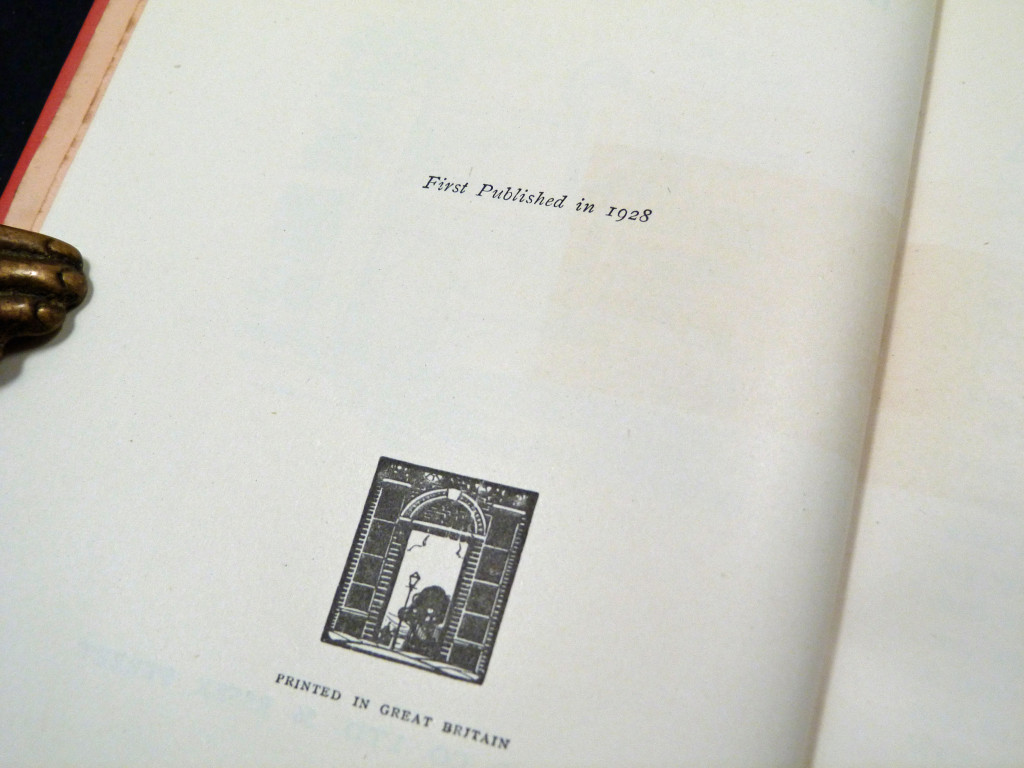 First Published in 1928
PRINTED IN GREAT BRITAIN